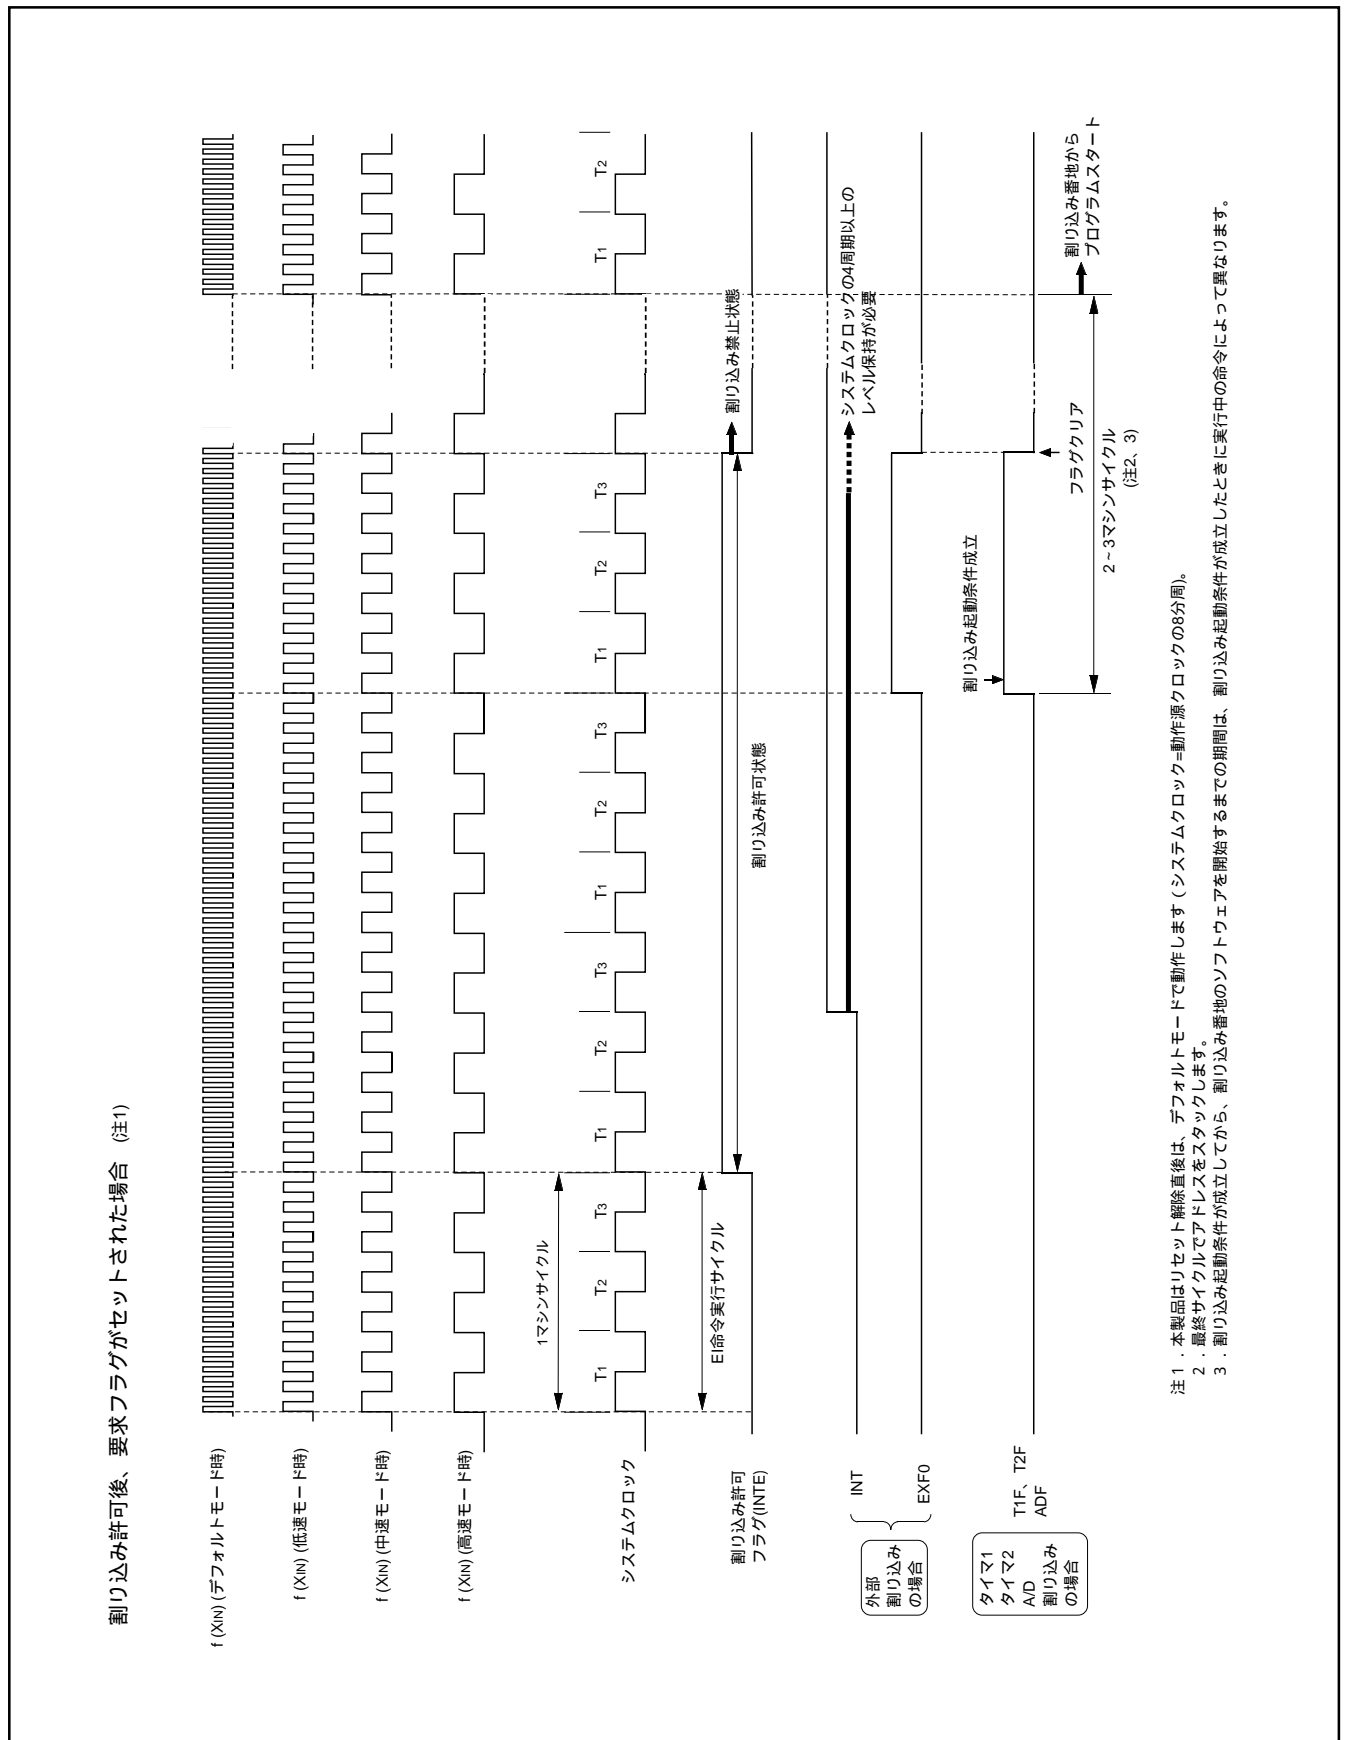 割り込み許可後、要求フラグがセットされた場合 (注1)
f (XIN) (デフォルトモード時)
f (XIN) (低速モード時)
f (XIN) (中速モード時)
f (XIN) (高速モード時)
1マシンサイクル
T1 T2 T3 T1 T2 T3 T1 T2 T3 T1 T2 T3 T1 T2
システムクロック
EI命令実行サイクル
割り込み許可
フラグ(INTE)
割り込み禁止状態
割り込み許可状態
外部
割り込み
の場合
INT
システムクロックの4周期以上の
レベル保持が必要
EXF0
タイマ1
タイマ2
A/D
割り込み
の場合
T1F、T2F
ADF
割り込み起動条件成立
フラグクリア
2~3マシンサイクル
(注2、3)
割り込み番地から
プログラムスタート
注1.本製品はリセット解除直後は、デフォルトモードで動作します(システムクロック=動作源クロックの8分周)。
2.最終サイクルでアドレスをスタックします。
3.割り込み起動条件が成立してから、割り込み番地のソフトウェアを開始するまでの期間は、割り込み起動条件が成立したときに実行中の命令によって異なります。